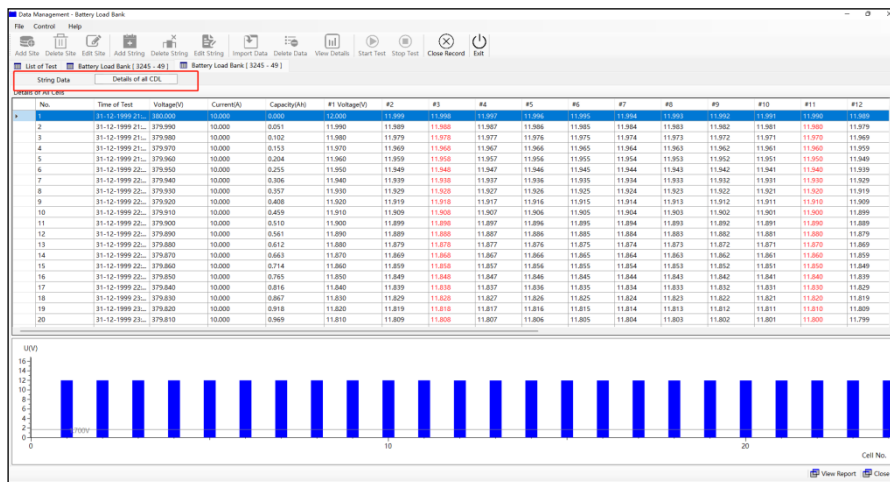 Data Management - Battery Load Bank
File Control Help
Add Site Delete Site Edit Site Add String Delete String Edit String Import Data Delete Data View Details Start Test Stop Test Close Record Exit
List of Test Battery Load Bank [ 3245 - 49 ] Battery Load Bank [ 3245 - 49 ]
String Data Details of all CDL
Details of All Cells
No. Time of Test Voltage(V) Current(A) Capacity(Ah) #1 Voltage(V) #2 #3 #4 #5 #6 #7 #8 #9 #10 #11 #12
1 31-12-1999 21:... 380.000 10.000 0.000 12.000 11.999 11.998 11.997 11.996 11.995 11.994 11.993 11.992 11.991 11.990 11.989
2 31-12-1999 21:... 379.990 10.000 0.051 11.990 11.989 11.988 11.987 11.986 11.985 11.984 11.983 11.982 11.981 11.980 11.979
3 31-12-1999 21:... 379.980 10.000 0.102 11.980 11.979 11.978 11.977 11.976 11.975 11.974 11.973 11.972 11.971 11.970 11.969
4 31-12-1999 21:... 379.970 10.000 0.153 11.970 11.969 11.968 11.967 11.966 11.965 11.964 11.963 11.962 11.961 11.960 11.959
5 31-12-1999 21:... 379.960 10.000 0.204 11.960 11.959 11.958 11.957 11.956 11.955 11.954 11.953 11.952 11.951 11.950 11.949
6 31-12-1999 22:... 379.950 10.000 0.255 11.950 11.949 11.948 11.947 11.946 11.945 11.944 11.943 11.942 11.941 11.940 11.939
7 31-12-1999 22:... 379.940 10.000 0.306 11.940 11.939 11.938 11.937 11.936 11.935 11.934 11.933 11.932 11.931 11.930 11.929
8 31-12-1999 22:... 379.930 10.000 0.357 11.930 11.929 11.928 11.927 11.926 11.925 11.924 11.923 11.922 11.921 11.920 11.919
9 31-12-1999 22:... 379.920 10.000 0.408 11.920 11.919 11.918 11.917 11.916 11.915 11.914 11.913 11.912 11.911 11.910 11.909
10 31-12-1999 22:... 379.910 10.000 0.459 11.910 11.909 11.908 11.907 11.906 11.905 11.904 11.903 11.902 11.901 11.900 11.899
11 31-12-1999 22:... 379.900 10.000 0.510 11.900 11.899 11.898 11.897 11.896 11.895 11.894 11.893 11.892 11.891 11.890 11.889
12 31-12-1999 22:... 379.890 10.000 0.561 11.890 11.889 11.888 11.887 11.886 11.885 11.884 11.883 11.882 11.881 11.880 11.879
13 31-12-1999 22:... 379.880 10.000 0.612 11.880 11.879 11.878 11.877 11.876 11.875 11.874 11.873 11.872 11.871 11.870 11.869
14 31-12-1999 22:... 379.870 10.000 0.663 11.870 11.869 11.868 11.867 11.866 11.865 11.864 11.863 11.862 11.861 11.860 11.859
15 31-12-1999 22:... 379.860 10.000 0.714 11.860 11.859 11.858 11.857 11.856 11.855 11.854 11.853 11.852 11.851 11.850 11.849
16 31-12-1999 22:... 379.850 10.000 0.765 11.850 11.849 11.848 11.847 11.846 11.845 11.844 11.843 11.842 11.841 11.840 11.839
17 31-12-1999 22:... 379.840 10.000 0.816 11.840 11.839 11.838 11.837 11.836 11.835 11.834 11.833 11.832 11.831 11.830 11.829
18 31-12-1999 23:... 379.830 10.000 0.867 11.830 11.829 11.828 11.827 11.826 11.825 11.824 11.823 11.822 11.821 11.820 11.819
19 31-12-1999 23:... 379.820 10.000 0.918 11.820 11.819 11.818 11.817 11.816 11.815 11.814 11.813 11.812 11.811 11.810 11.809
20 31-12-1999 23:... 379.810 10.000 0.969 11.810 11.809 11.808 11.807 11.806 11.805 11.804 11.803 11.802 11.801 11.800 11.799
U(V)
16
14
12
10
8
6
4
2
0
0 10 20
Cell No.
View Report Close